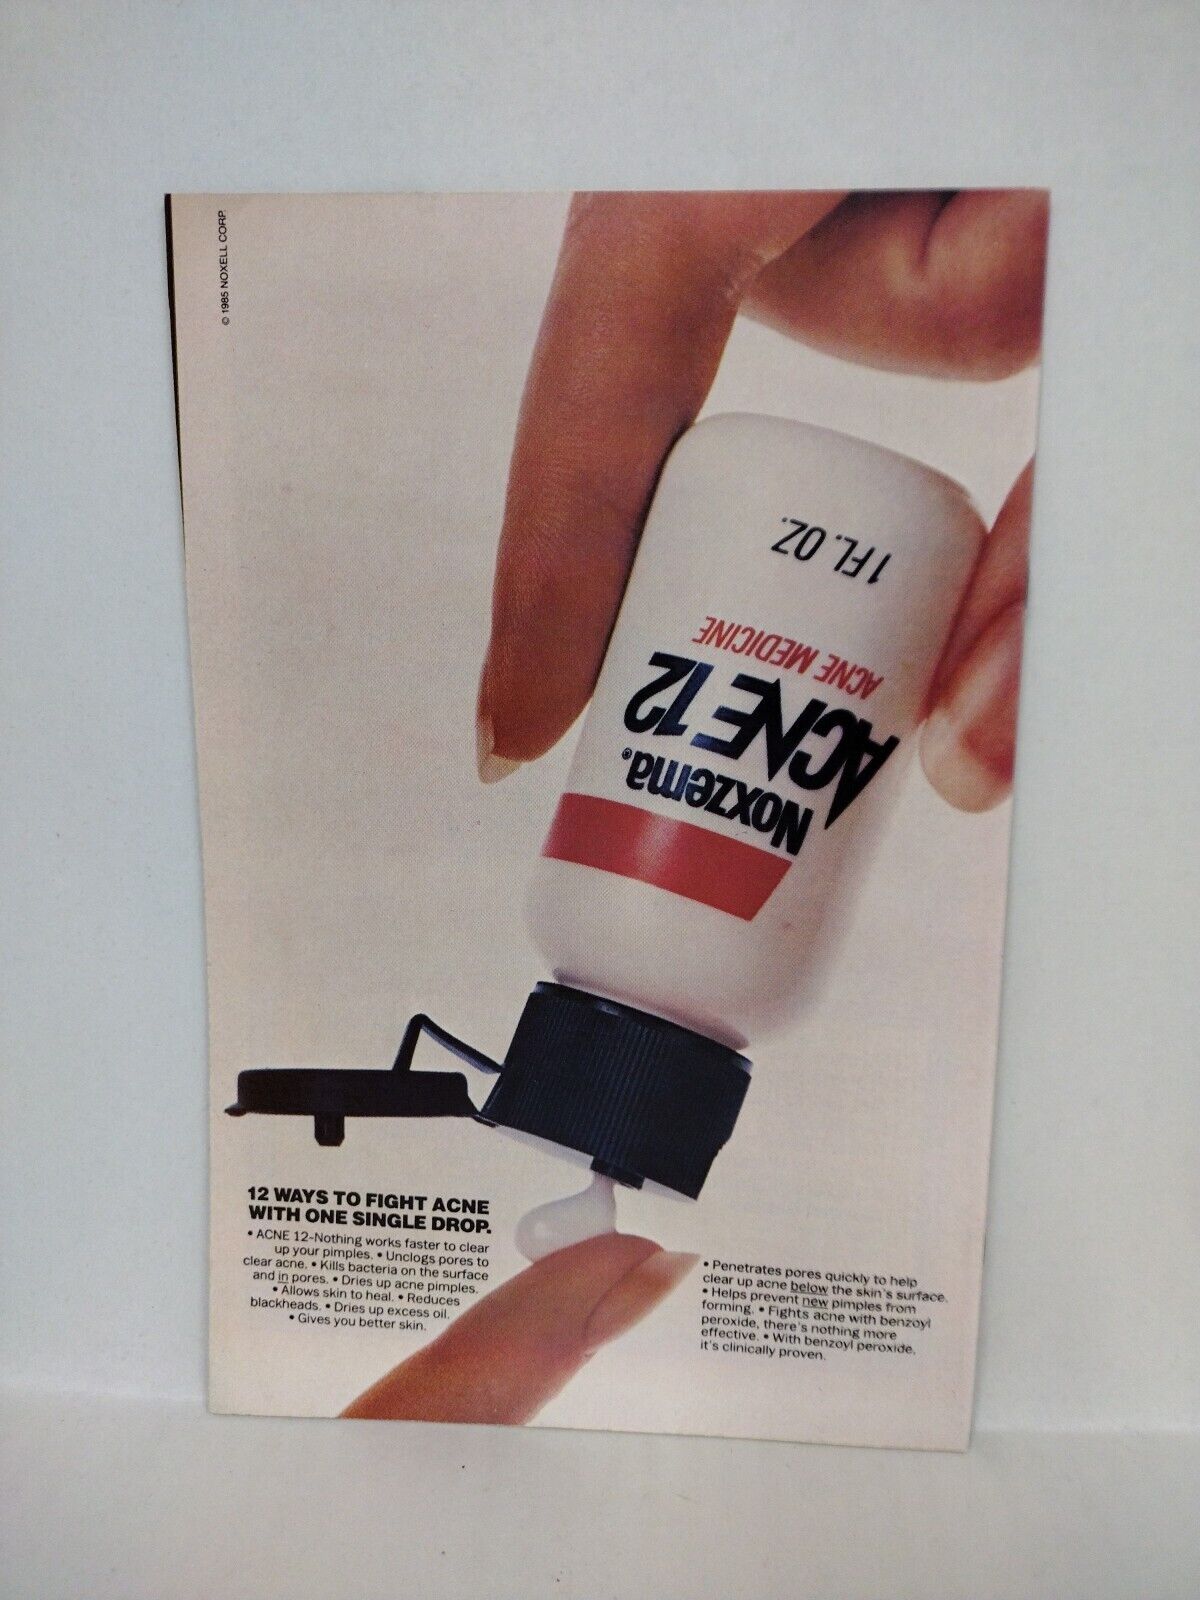 © 1985 NOXELL CORP.
1 FL. OZ.
ACNE MEDICINE
ACNE 12
Noxzema®
12 WAYS TO FIGHT ACNE
WITH ONE SINGLE DROP.
• ACNE 12-Nothing works faster to clear
up your pimples. • Unclogs pores to
clear acne. • Kills bacteria on the surface
and in pores. • Dries up acne pimples.
• Allows skin to heal. • Reduces
blackheads. • Dries up excess oil.
• Gives you better skin.
• Penetrates pores quickly to help
clear up acne below the skin's surface.
• Helps prevent new pimples from
forming. • Fights acne with benzoyl
peroxide, there's nothing more
effective. • With benzoyl peroxide,
it's clinically proven.